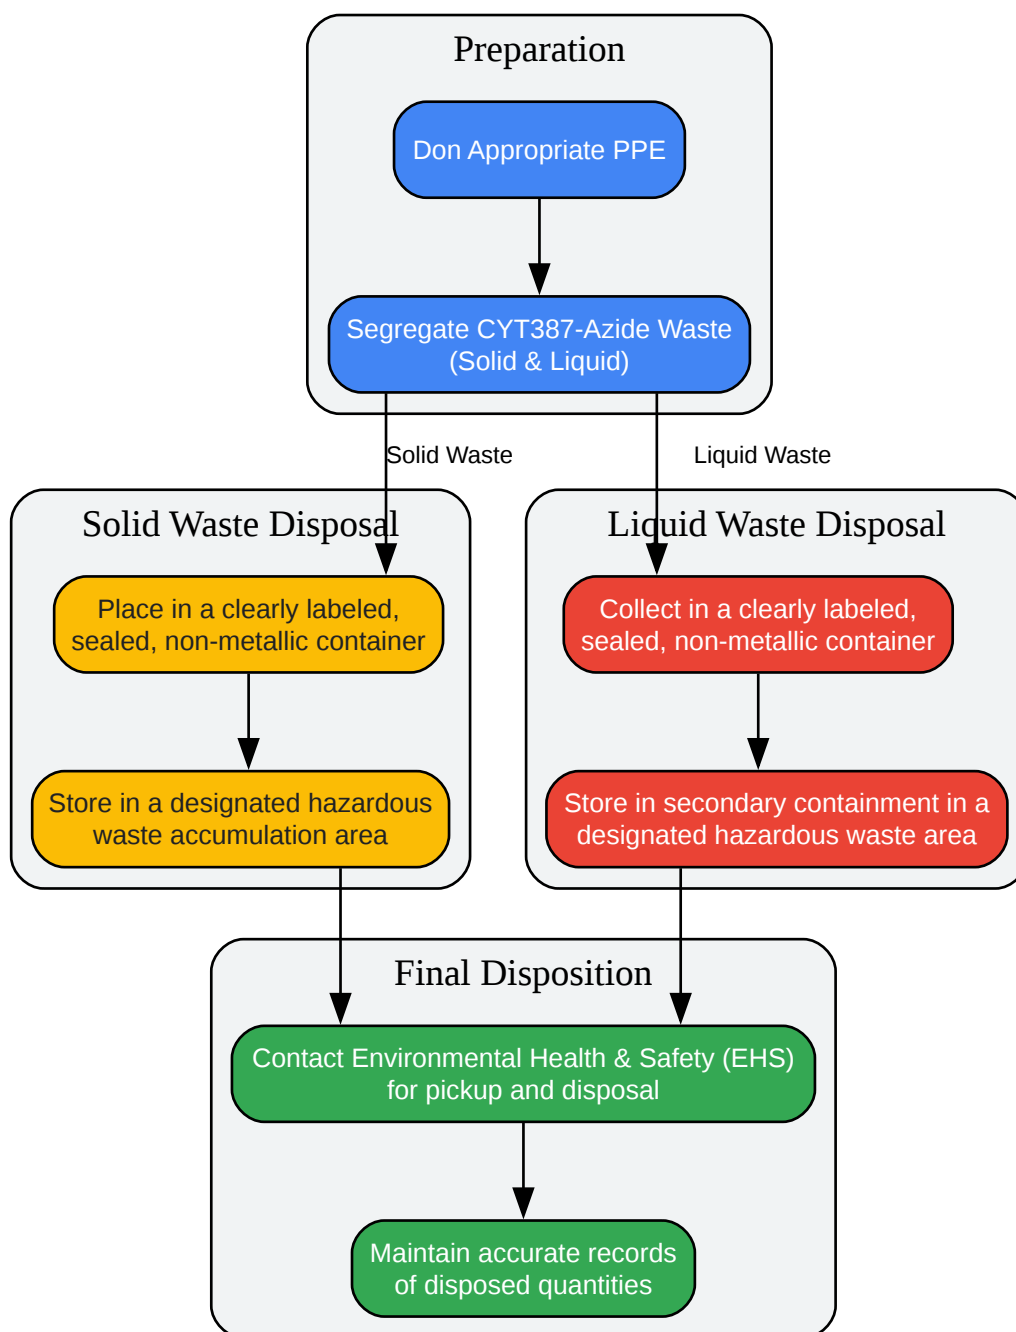 Preparation
Don Appropriate PPE
Segregate CYT387-Azide Waste
(Solid & Liquid)
Solid Waste
Liquid Waste
Solid Waste Disposal
Place in a clearly labeled,
sealed, non-metallic container
Store in a designated hazardous
waste accumulation area
Liquid Waste Disposal
Collect in a clearly labeled,
sealed, non-metallic container
Store in secondary containment in a
designated hazardous waste area
Final Disposition
Contact Environmental Health & Safety (EHS)
for pickup and disposal
Maintain accurate records
of disposed quantities